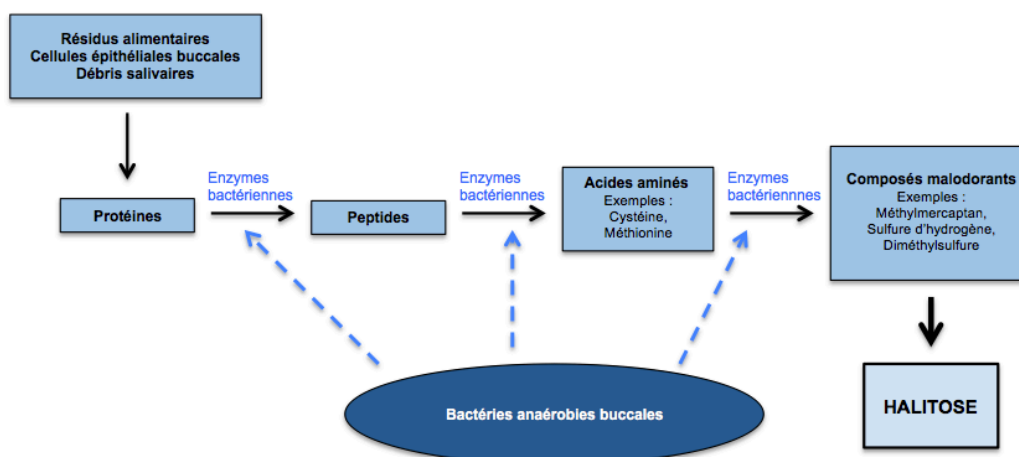 Résidus alimentaires
Cellules épithéliales buccales
Débris salivaires
Protéines
Enzymes
bactériennes
Peptides
Enzymes
bactériennes
Acides aminés
Exemples :
Cystéine,
Méthionine
Enzymes
bactériennnes
Composés malodorants
Exemples :
Méthylmercaptan,
Sulfure d'hydrogène,
Diméthylsulfure
Bactéries anaérobies buccales
HALITOSE